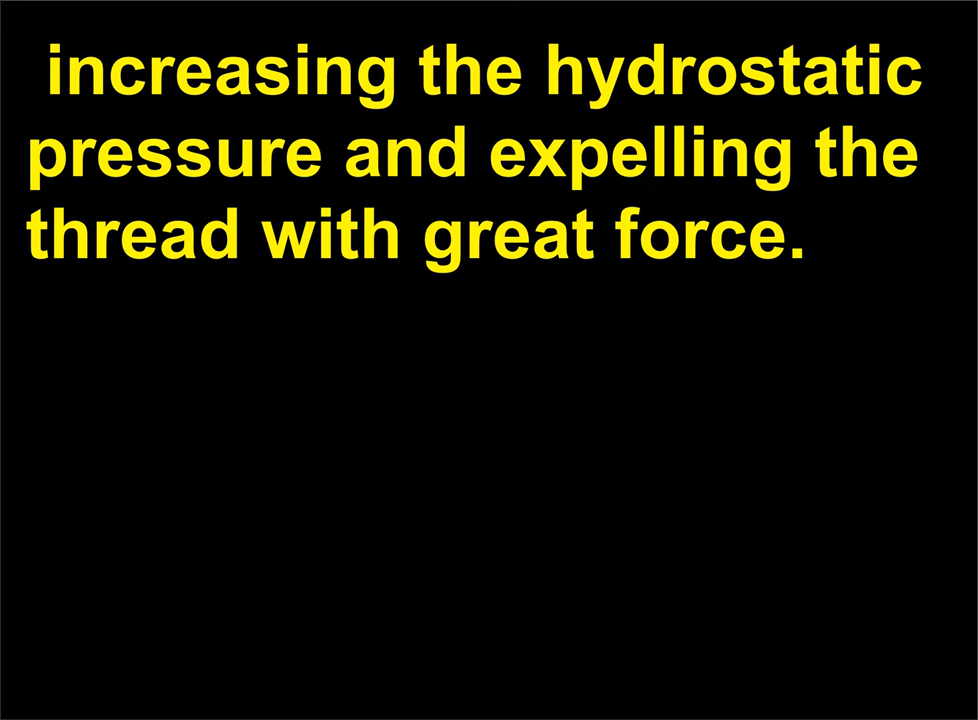 increasing the hydrostatic
pressure and expelling the
thread with great force.